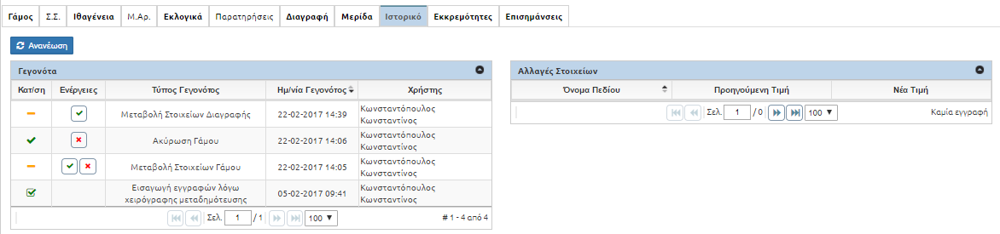 Γάμος Σ.Σ. Ιθαγένεια Μ.Αρ. Εκλογικά Παρατηρήσεις Διαγραφή Μερίδα Ιστορικό Εκκρεμότητες Επισημάνσεις
Ανανέωση
Γεγονότα
Κατ/ση Ενέργειες Τύπος Γεγονότος Ημ/νία Γεγονότος Χρήστης
Μεταβολή Στοιχείων Διαγραφής 22-02-2017 14:39 Κωνσταντόπουλος
Κωνσταντίνος
Ακύρωση Γάμου 22-02-2017 14:06 Κωνσταντόπουλος
Κωνσταντίνος
Μεταβολή Στοιχείων Γάμου 22-02-2017 14:05 Κωνσταντόπουλος
Κωνσταντίνος
Εισαγωγή εγγραφών λόγω
χειρόγραφης μεταδημότευσης 05-02-2017 09:41 Κωνσταντόπουλος
Κωνσταντίνος
Σελ. 1 / 1 100 # 1 - 4 από 4
Αλλαγές Στοιχείων
Όνομα Πεδίου Προηγούμενη Τιμή Νέα Τιμή
Σελ. 1 / 0 100 Καμία εγγραφή